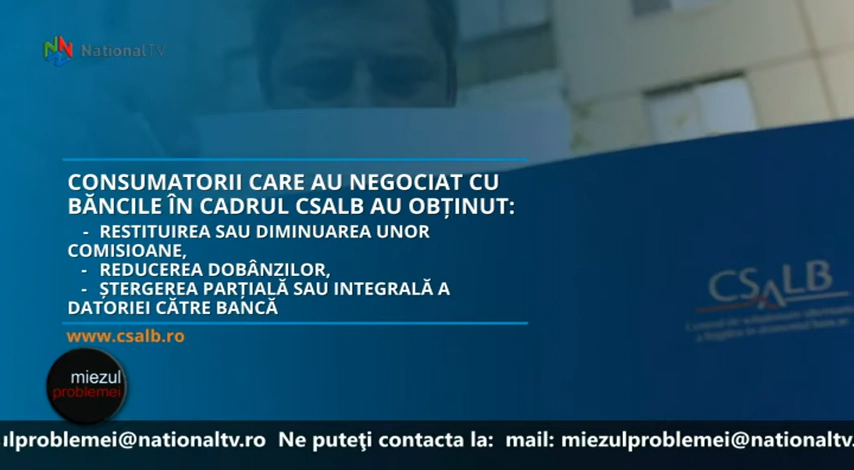 NationalTV
CONSUMATORII CARE AU NEGOCIAT CU
BĂNCILE ÎN CADRUL CSALB AU OBȚINUT:
- RESTITUIREA SAU DIMINUAREA UNOR
COMISIOANE,
- REDUCEREA DOBÂNZILOR,
- ȘTERGEREA PARȚIALĂ SAU INTEGRALĂ A
DATORIEI CĂTRE BANCĂ
www.csalb.ro
CSALB
miezul
problemei
ulproblemei@nationaltv.ro Ne puteţi contacta la: mail: miezulproblemei@nationaltv.